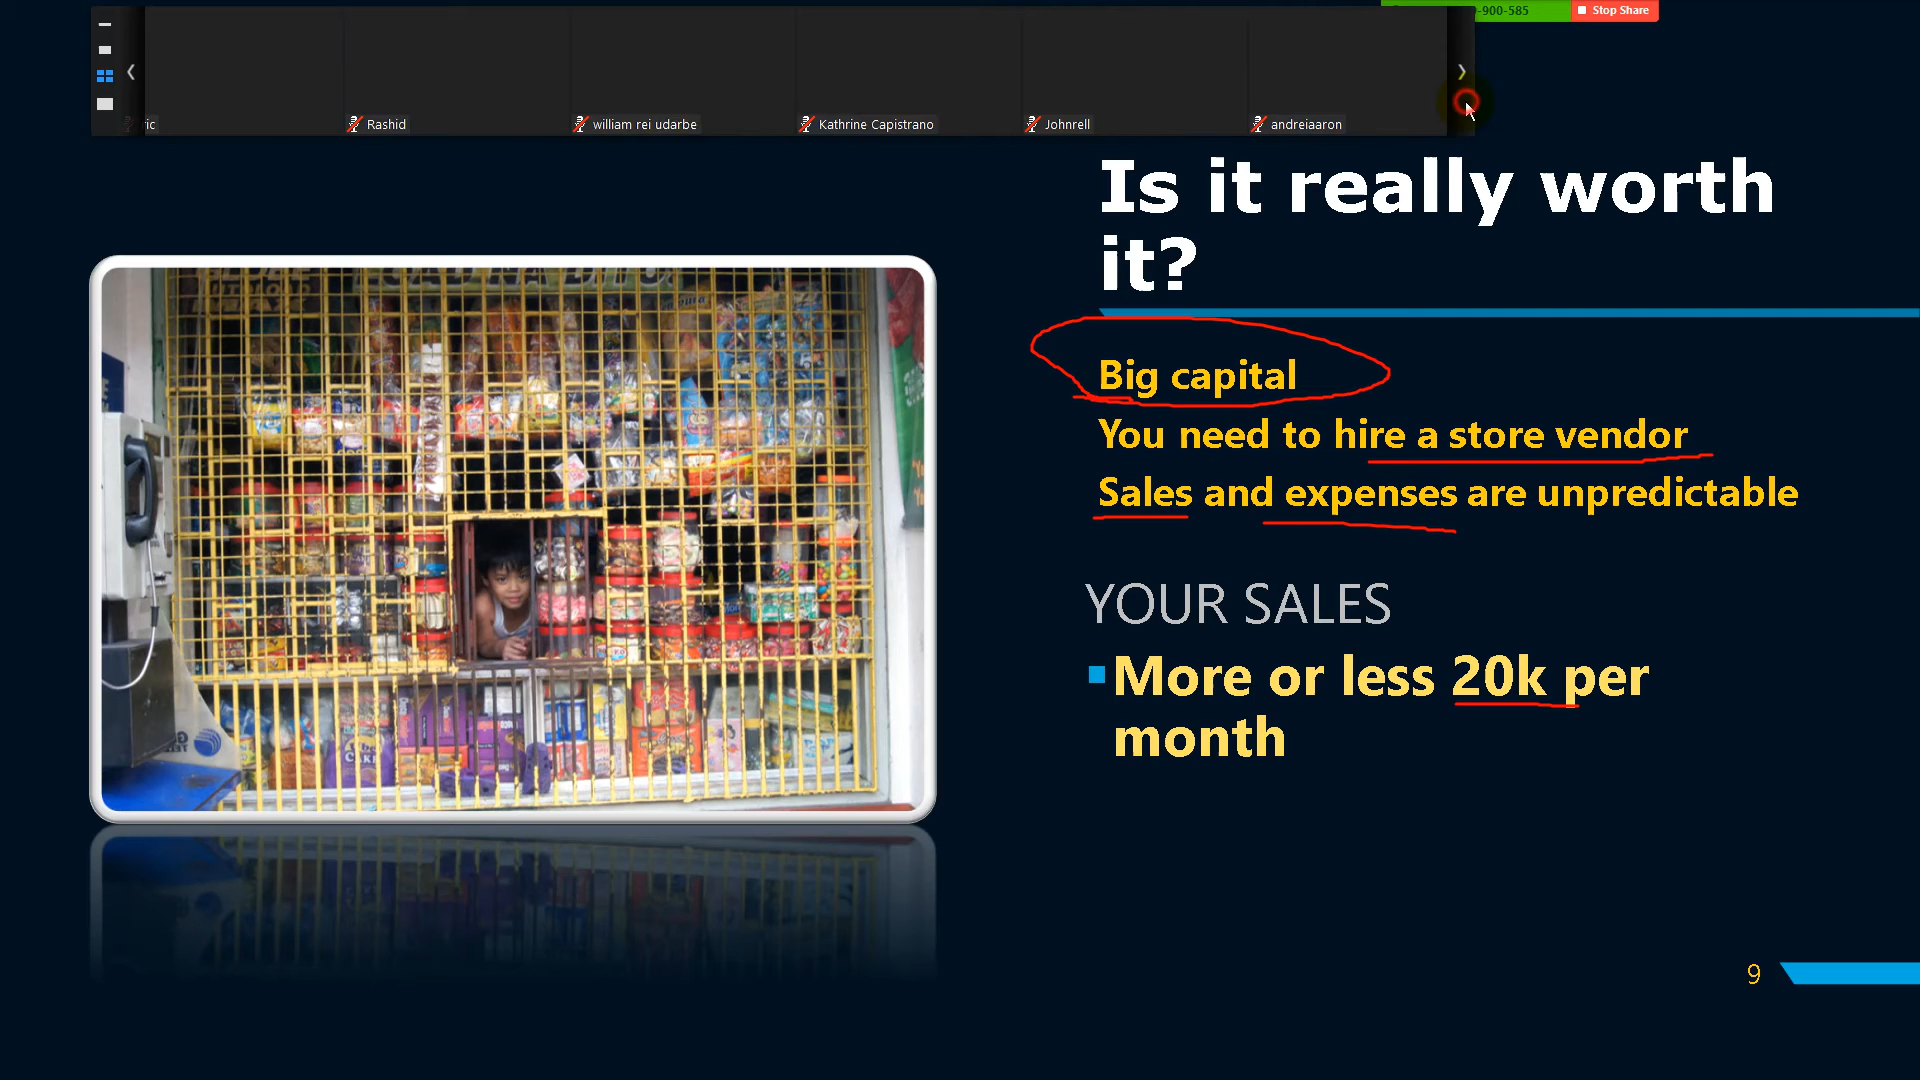 -900-585
Stop Share
ric
Rashid
william rei udarbe
Kathrine Capistrano
Johnrell
andreiaaron
Is it really worth
it?
Big capital
You need to hire a store vendor
Sales and expenses are unpredictable
YOUR SALES
More or less 20k per
month
9